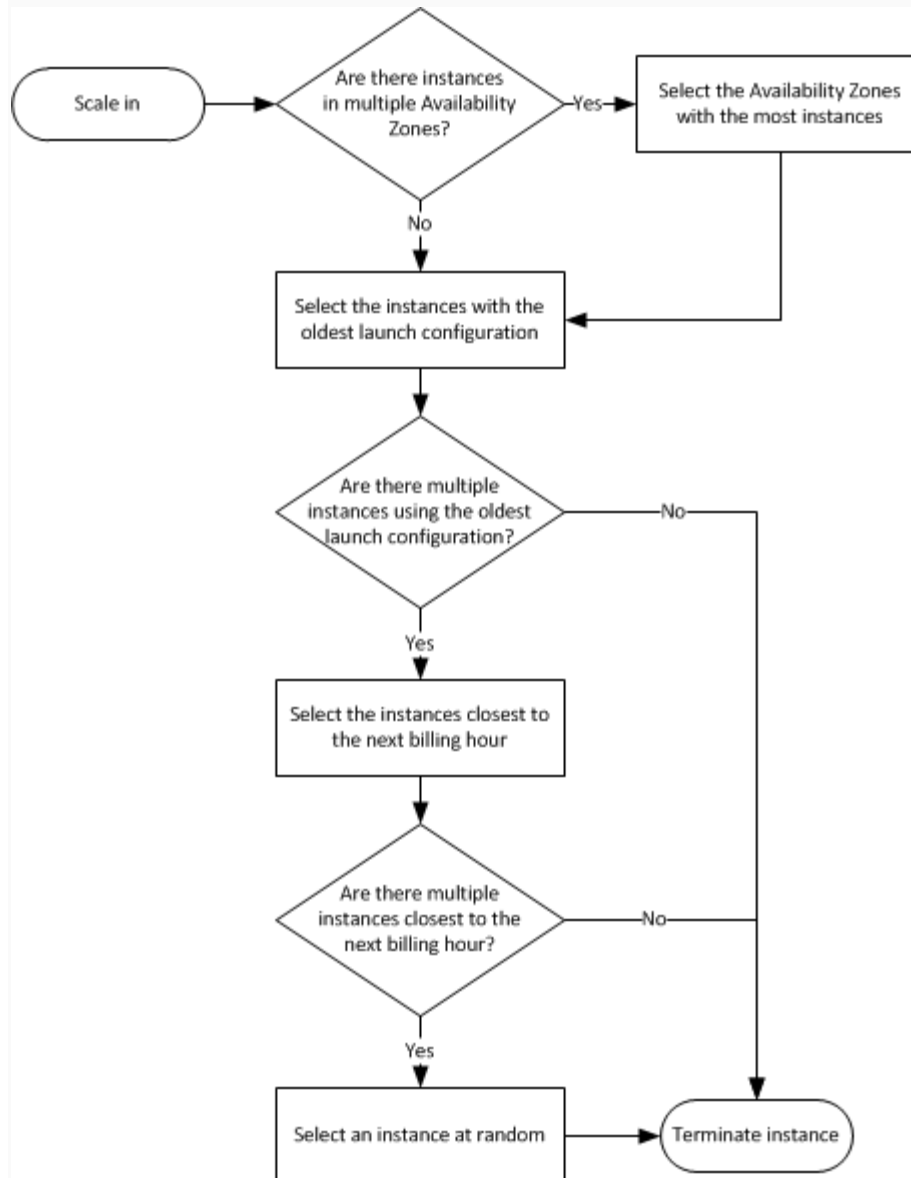 Scale in
Are there instances
in multiple Availability
Zones?
Yes
Select the Availability Zones
with the most instances
No
Select the instances with the
oldest launch configuration
Are there multiple
instances using the oldest
launch configuration?
No
Yes
Select the instances closest to
the next billing hour
Are there multiple
instances closest to the
next billing hour?
No
Yes
Select an instance at random
Terminate instance